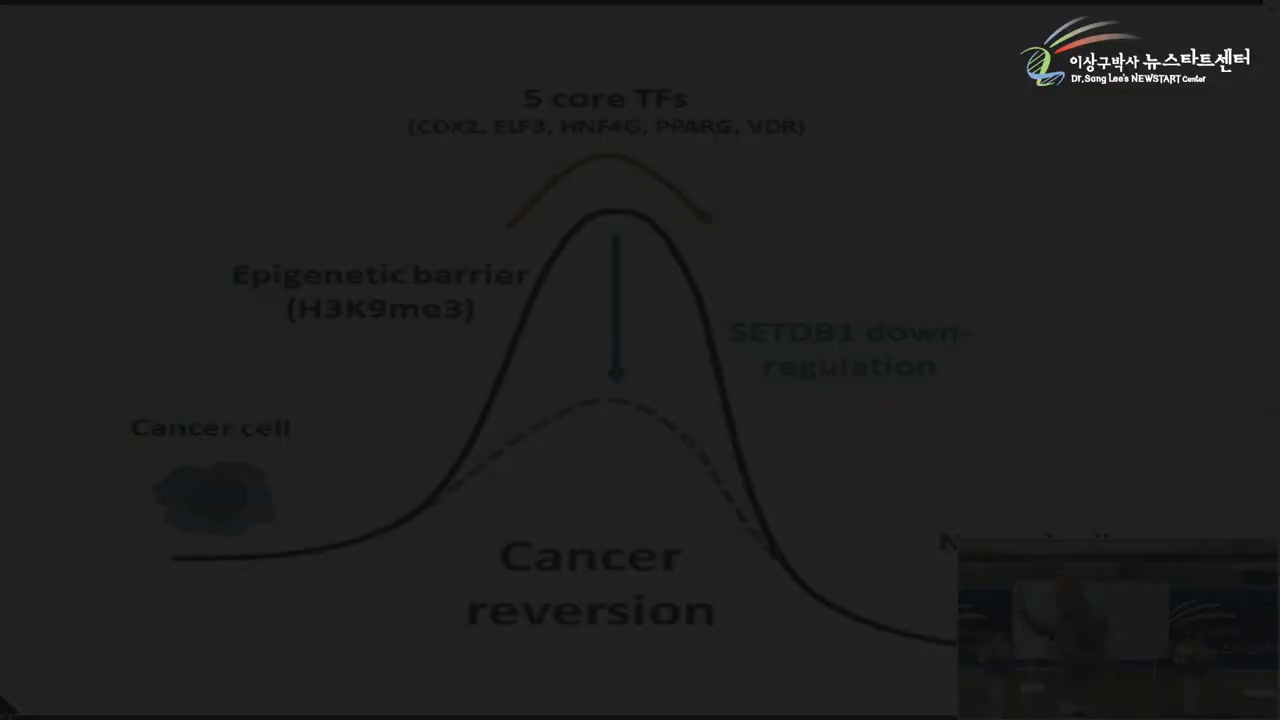 이상구박사 뉴스타트센터
Dr. Sang Lee's NEWSTART Center
5 core TFs
(CDX2, ELF3, HNF4G, PPARG, VDR)
Epigenetic barrier
(H3K9me3)
SETDB1 down-
regulation
Cancer cell
Cancer
reversion
N